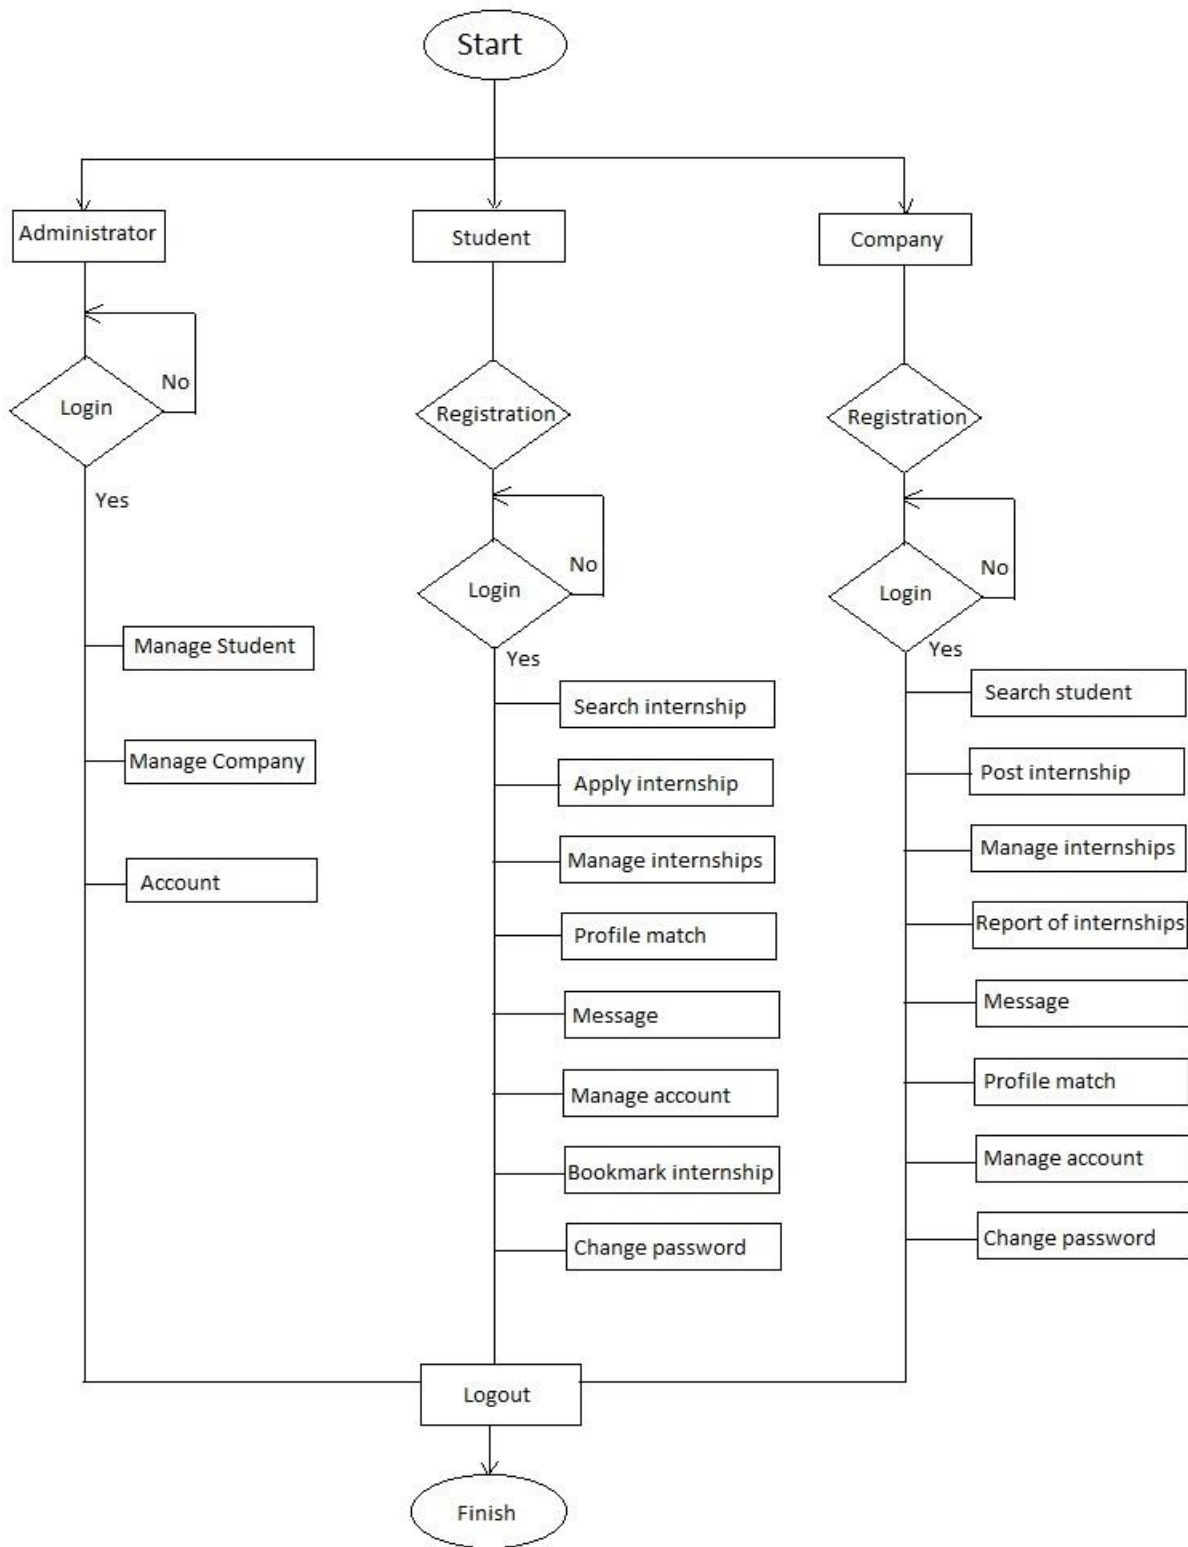 Start
Administrator
Student
Company
No
Login
Registration
Registration
Yes
No
Login
No
Login
Yes
Yes
Manage Student
Manage Company
Account
Search internship
Apply internship
Manage internships
Profile match
Message
Manage account
Bookmark internship
Change password
Search student
Post internship
Manage internships
Report of internships
Message
Profile match
Manage account
Change password
Logout
Finish